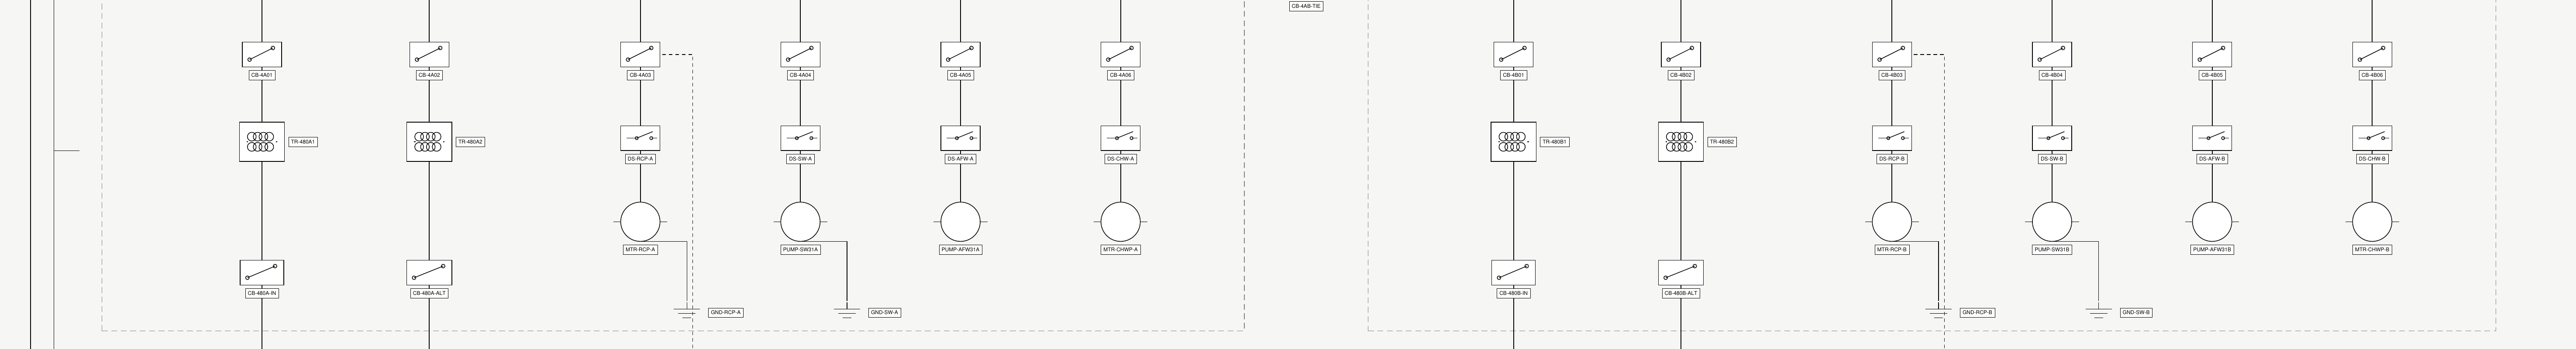 CB-4AB-TIE
CB-4A01
CB-4A02
CB-4A03
CB-4A04
CB-4A05
CB-4A06
CB-4B01
CB-4B02
CB-4B03
CB-4B04
CB-4B05
CB-4B06
TR-480A1
TR-480A2
TR-480B1
TR-480B2
DS-RCP-A
DS-SW-A
DS-AFW-A
DS-CHW-A
DS-RCP-B
DS-SW-B
DS-AFW-B
DS-CHW-B
MTR-RCP-A
PUMP-SW31A
PUMP-AFW31A
MTR-CHWP-A
MTR-RCP-B
PUMP-SW31B
PUMP-AFW31B
MTR-CHWP-B
CB-480A-IN
CB-480A-ALT
CB-480B-IN
CB-480B-ALT
GND-RCP-A
GND-SW-A
GND-RCP-B
GND-SW-B